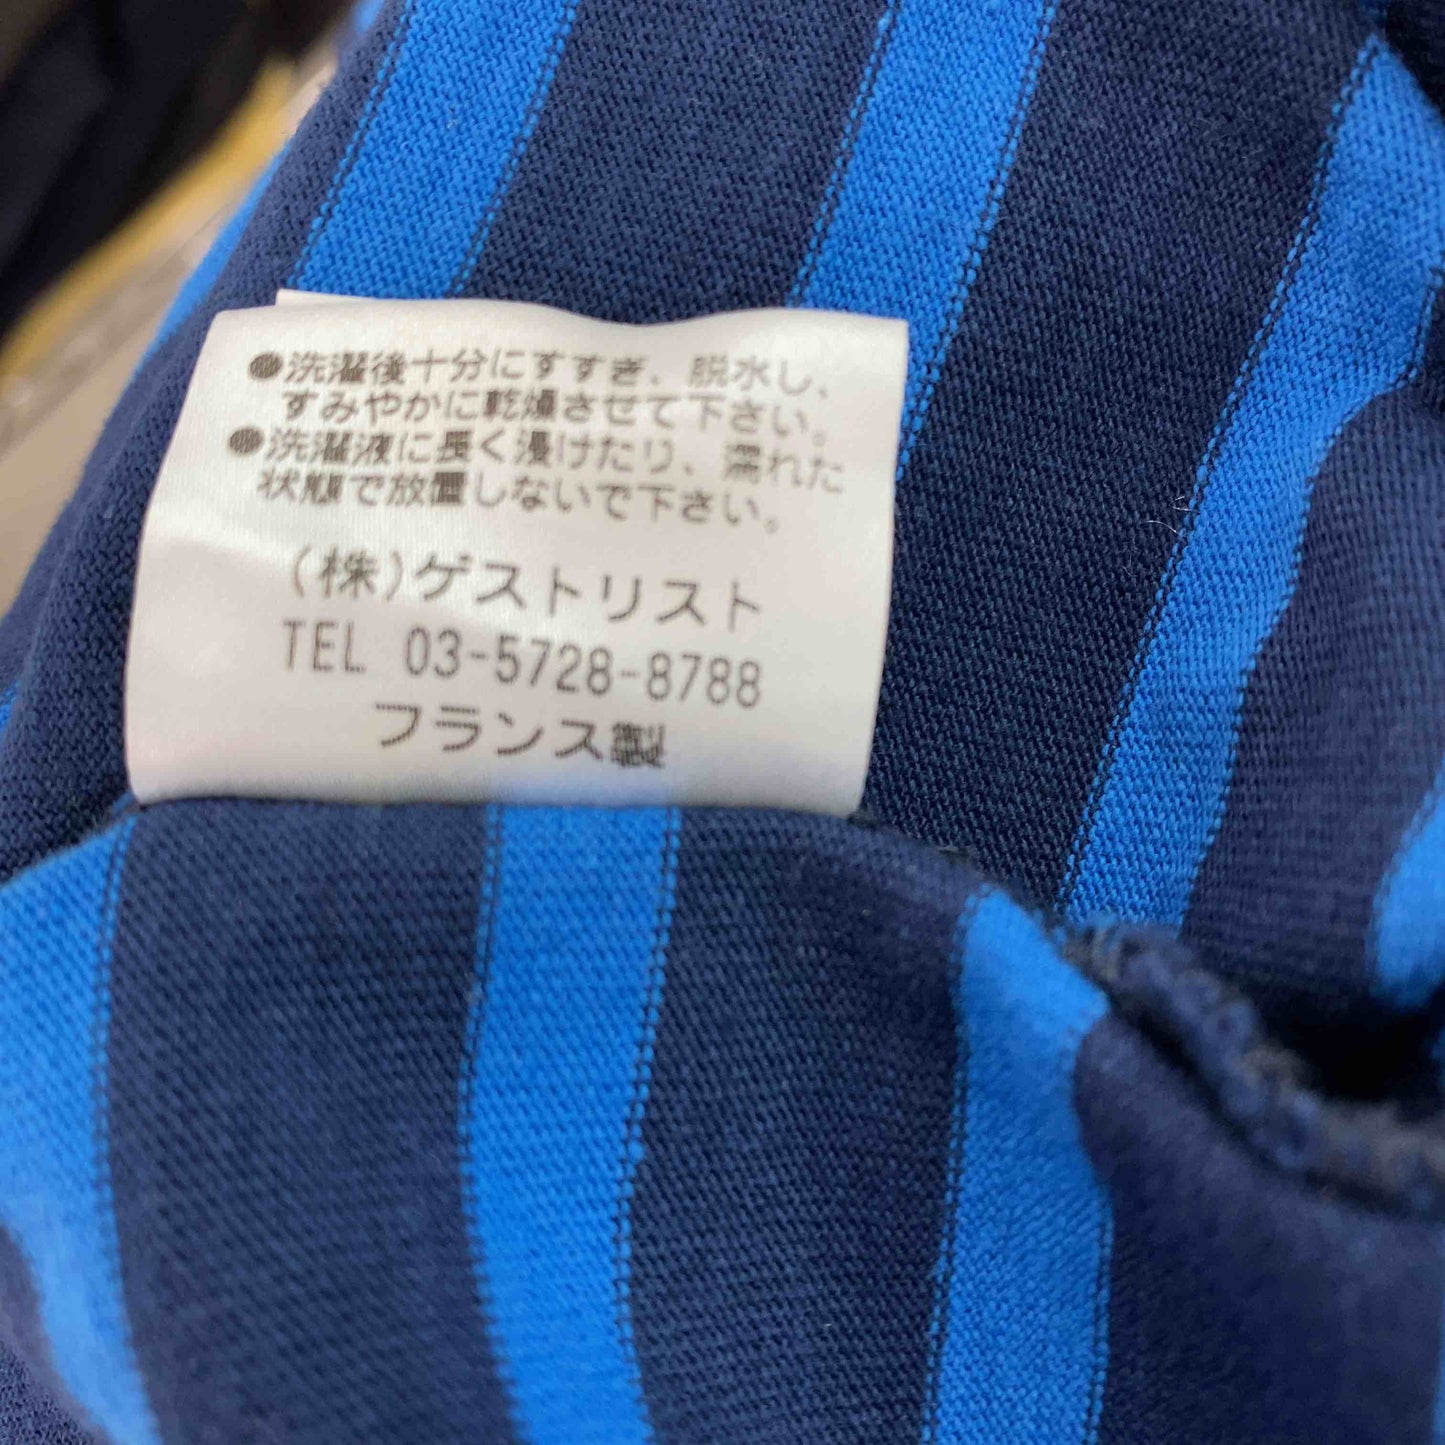 ●洗濯後十分にすすぎ、脱水し、
すみやかに乾燥させて下さい。
●洗濯液に長く浸けたり、濡れた
状態で放置しないで下さい。
(株)ゲストリスト
TEL 03-5728-8788
フランス製